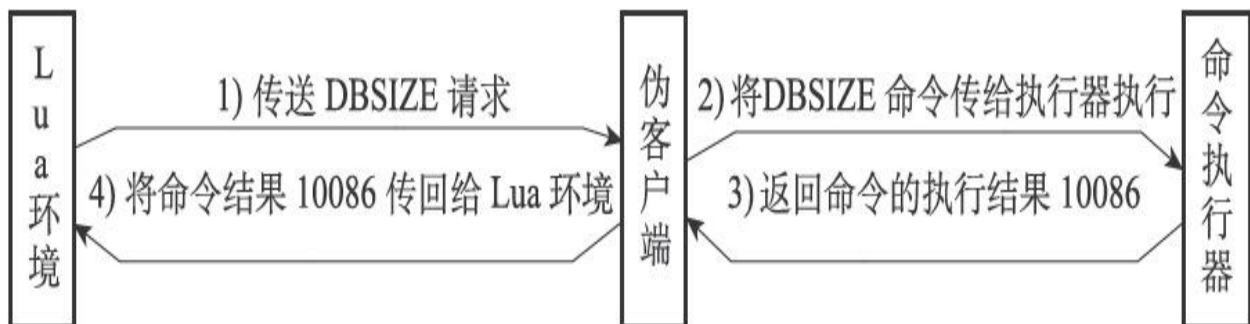 Lua环境
1) 传送 DBSIZE 请求
4) 将命令结果 10086 传回给 Lua 环境
伪客户端
2) 将DBSIZE 命令传给执行器执行
3) 返回命令的执行结果 10086
命令执行器